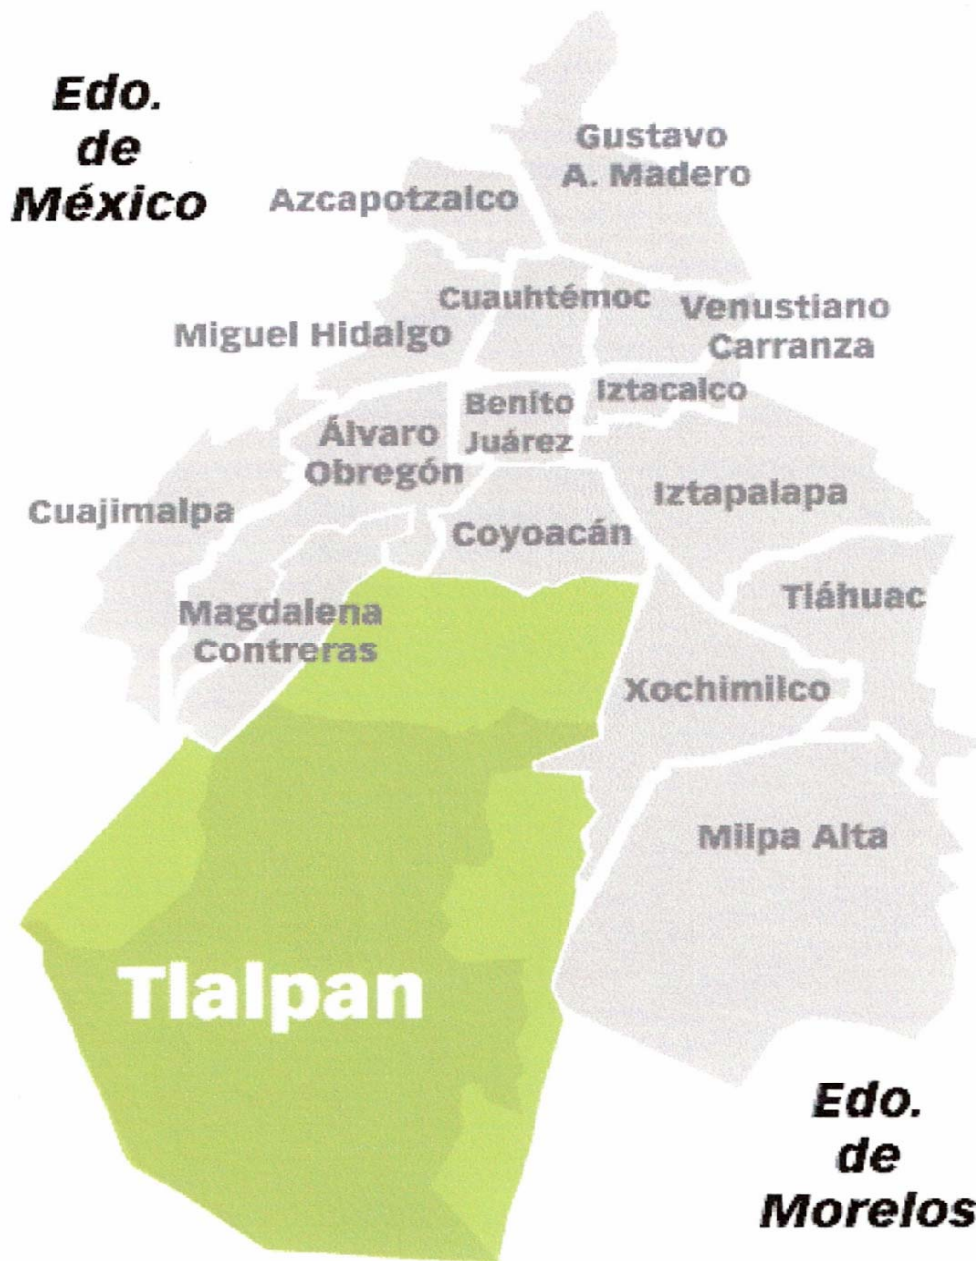 Edo.
de
México
Gustavo
A. Madero
Azcapotzalco
Cuauhtémoc
Venustiano
Carranza
Miguel Hidalgo
Iztacalco
Benito
Juárez
Álvaro
Obregón
Cuajimalpa
Iztapalapa
Coyoacán
Tláhuac
Magdalena
Contreras
Xochimilco
Milpa Alta
Tlalpan
Edo.
de
Morelos